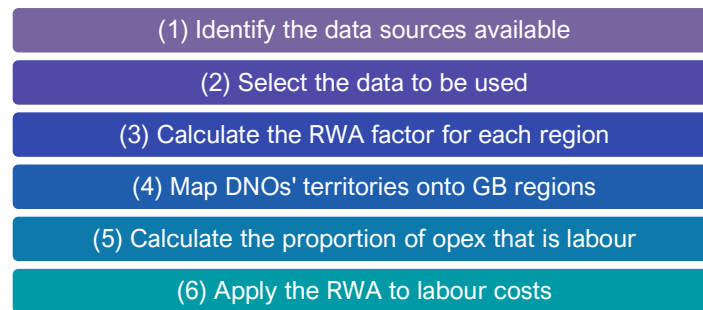 (1) Identify the data sources available
(2) Select the data to be used
(3) Calculate the RWA factor for each region
(4) Map DNOs' territories onto GB regions
(5) Calculate the proportion of opex that is labour
(6) Apply the RWA to labour costs